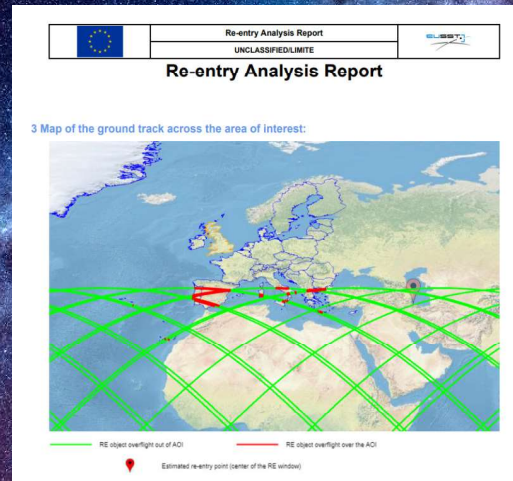 Re-entry Analysis Report
UNCLASSIFIED/LIMITE
EUSST
Re-entry Analysis Report
3 Map of the ground track across the area of interest:
RE object overflight out of AOI
RE object overflight over the AOI
Estimated re-entry point (center of the RE window)